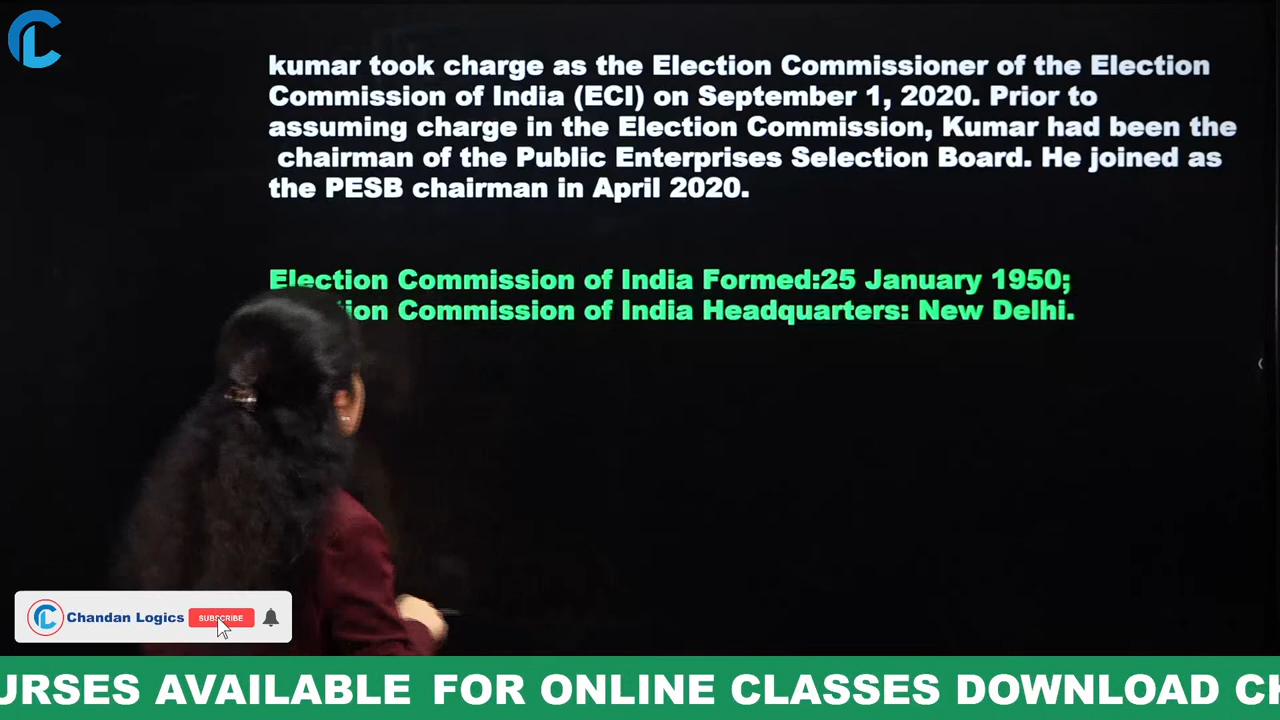 kumar took charge as the Election Commissioner of the Election
Commission of India (ECI) on September 1, 2020. Prior to
assuming charge in the Election Commission, Kumar had been the
chairman of the Public Enterprises Selection Board. He joined as
the PESB chairman in April 2020.
Election Commission of India Formed:25 January 1950;
Commission of India Headquarters: New Delhi.
Chandan Logics SUBSCRIBE
AVAILABLE FOR ONLINE CLASSES DOWNLOAD